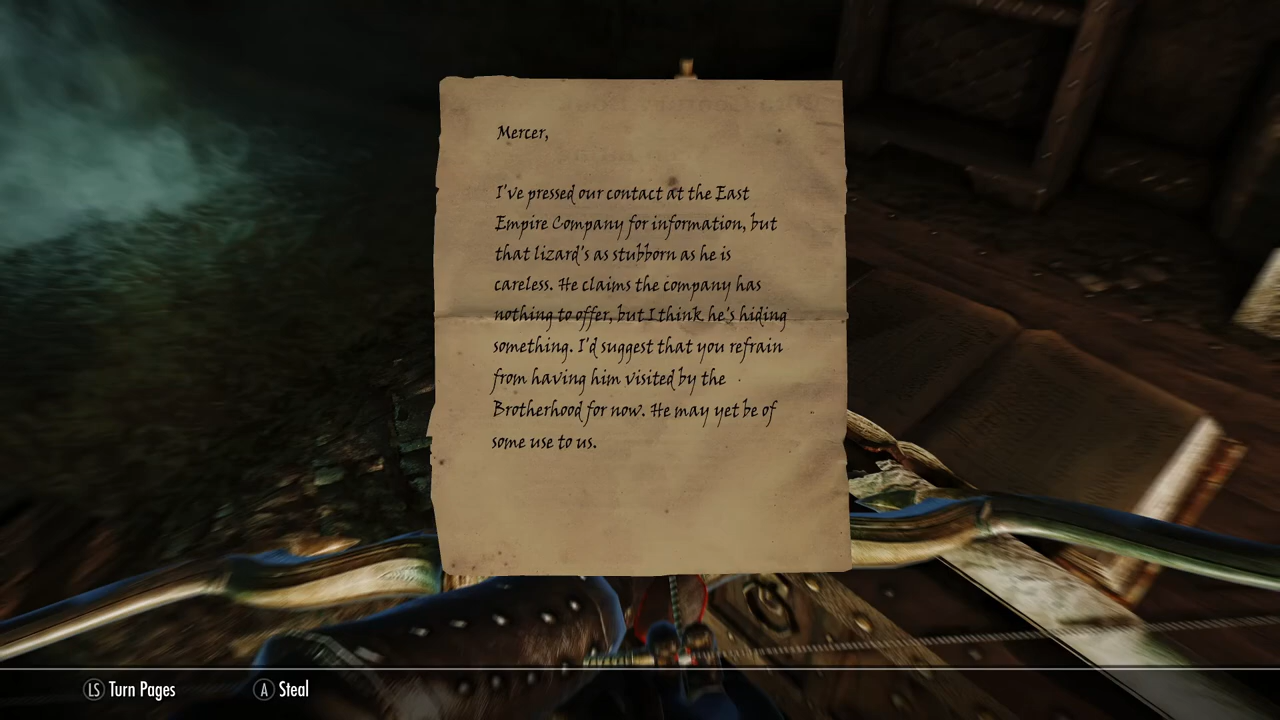 Mercer,
I've pressed our contact at the East
Empire Company for information, but
that lizard's as stubborn as he is
careless. He claims the company has
nothing to offer, but I think he's hiding
something. I'd suggest that you refrain
from having him visited by the
Brotherhood for now. He may yet be of
some use to us.
LS Turn Pages
A Steal